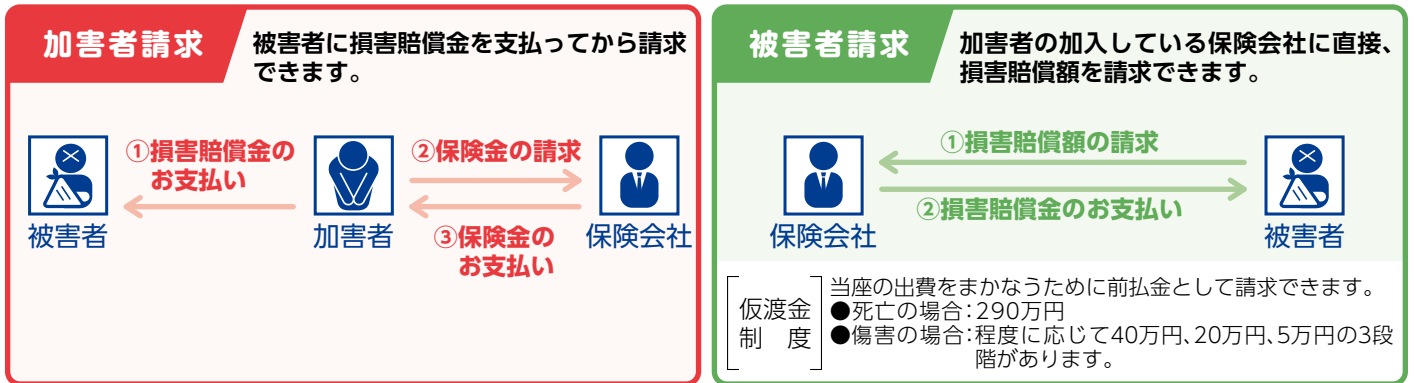 加害者請求
被害者に損害賠償金を支払ってから請求
できます。
①損害賠償金の
お支払い
②保険金の請求
③保険金の
お支払い
被害者
加害者
保険会社
被害者請求
加害者の加入している保険会社に直接、
損害賠償額を請求できます。
①損害賠償額の請求
②損害賠償金のお支払い
保険会社
被害者
仮渡金
制　度
当座の出費をまかなうために前払金として請求できます。
●死亡の場合：290万円
●傷害の場合：程度に応じて40万円、20万円、5万円の3段
階があります。